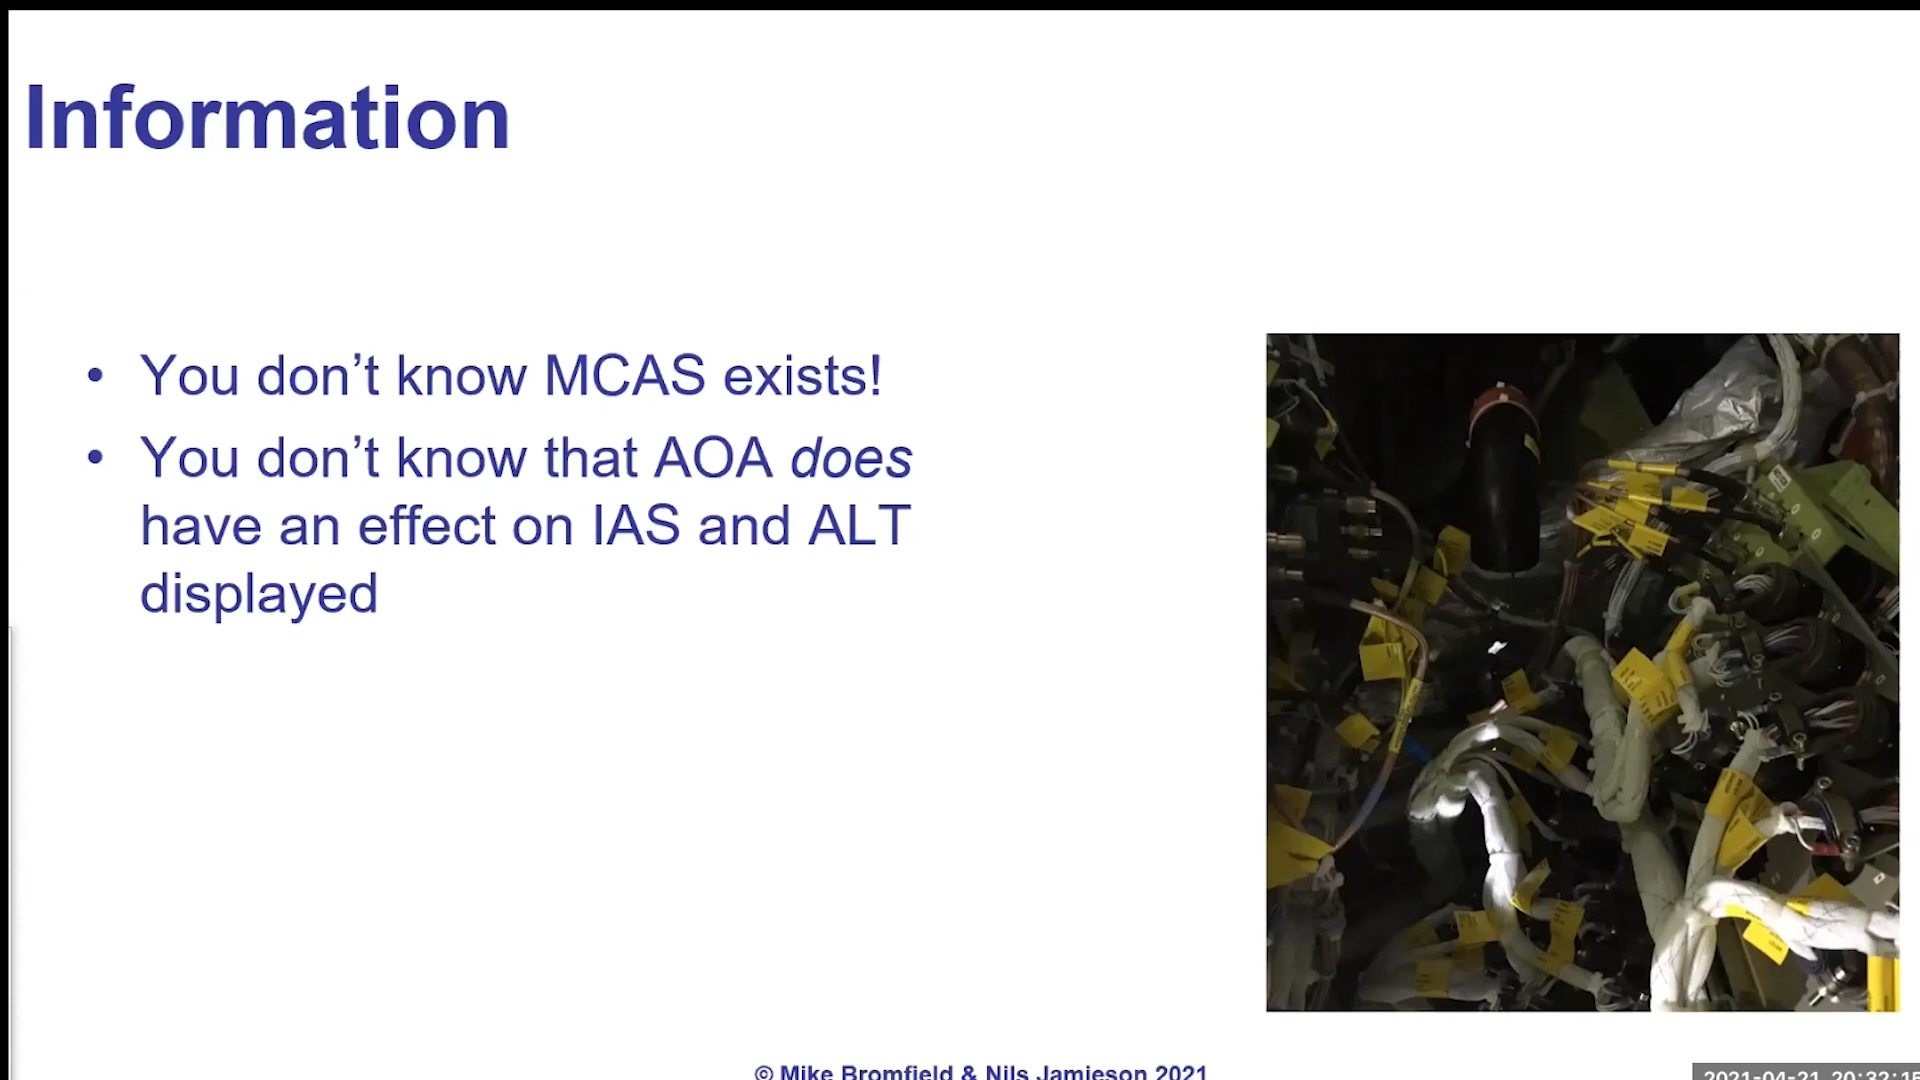 Information
• You don’t know MCAS exists!
• You don’t know that AOA does
have an effect on IAS and ALT
displayed
© Mike Bromfield & Nils Jamieson 2021
2021-04-21 20:32:15